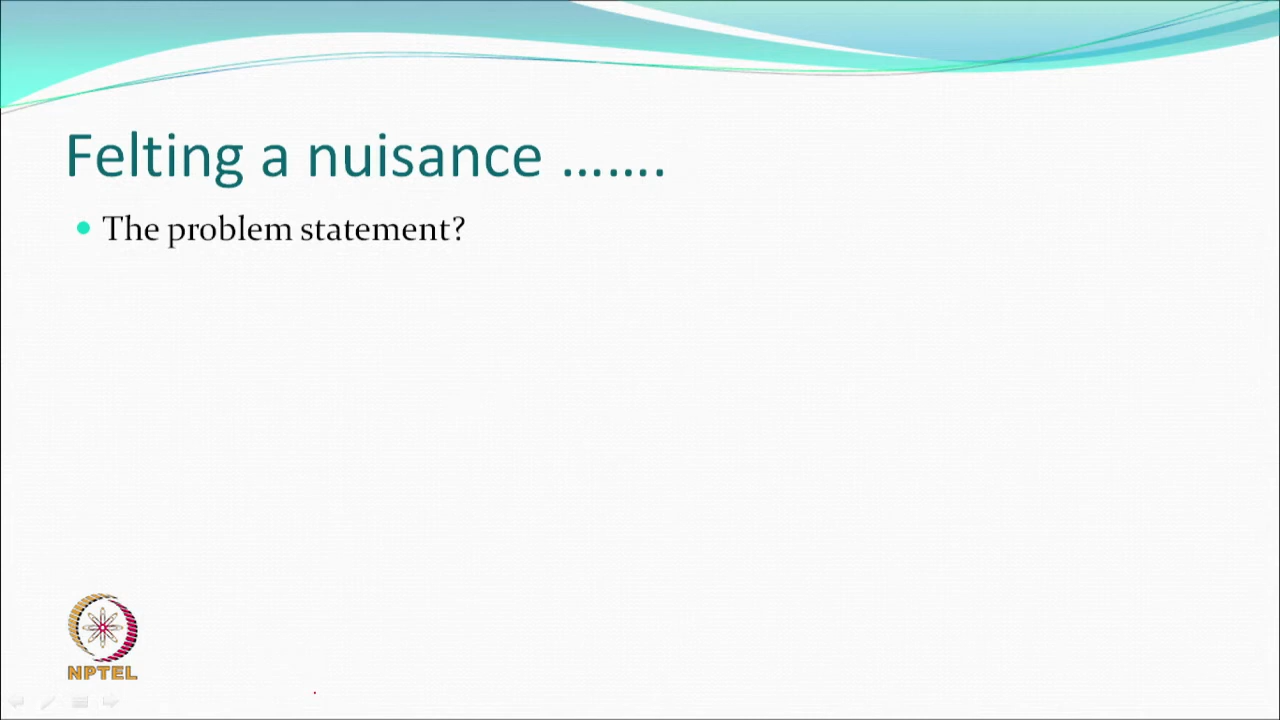 Felting a nuisance …….
The problem statement?
NPTEL